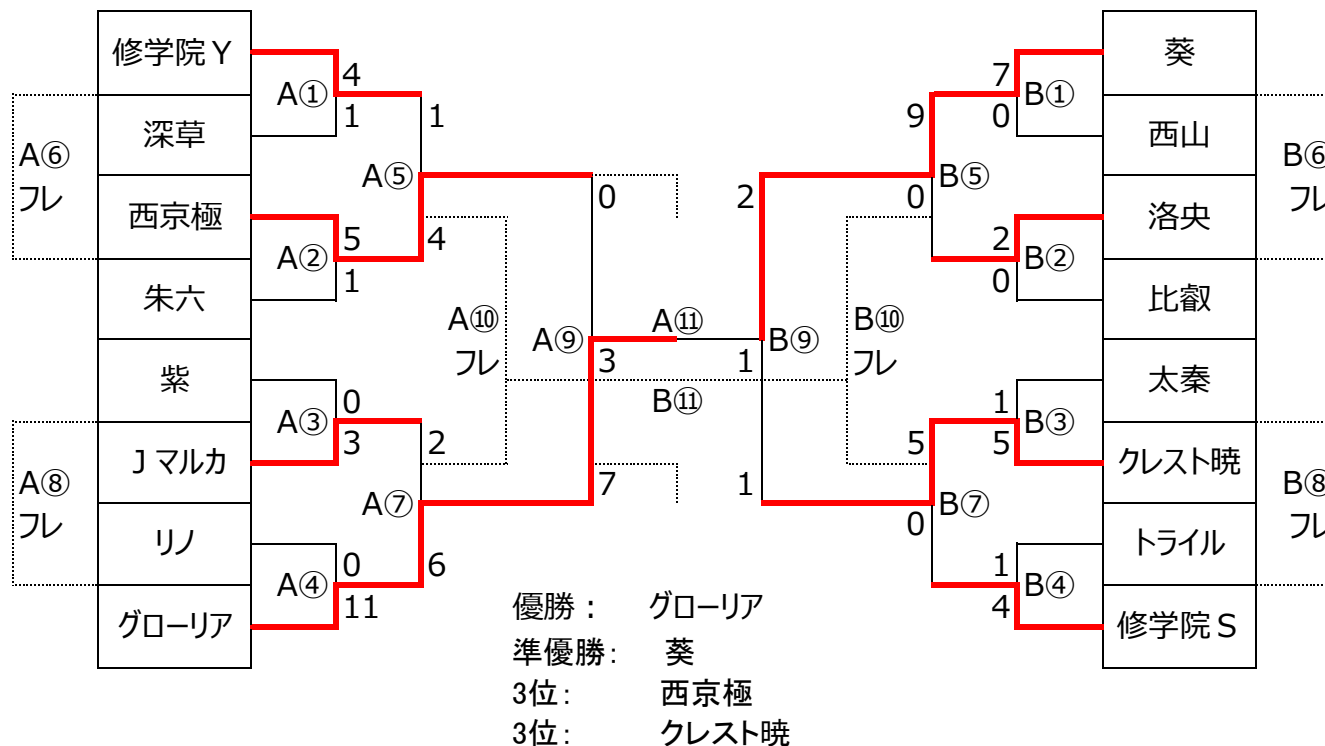 修学院Y
葵
4
7
A①
B①
1
0
1
9
深草
西山
A⑥
フレ
B⑥
フレ
A⑤
B⑤
0
2
0
西京極
洛央
5
4
2
A②
B②
1
0
朱六
比叡
A⑩
フレ
B⑩
フレ
A⑨
A⑪
B⑨
3
1
B⑪
紫
太秦
0
1
A③
B③
3
2
5
5
Jマルカ
クレスト暁
A⑧
フレ
B⑧
フレ
7
1
A⑦
B⑦
0
リノ
トライル
0
6
1
A④
B④
11
4
グローリア
修学院S
優勝： グローリア
準優勝： 葵
3位： 西京極
3位： クレスト暁